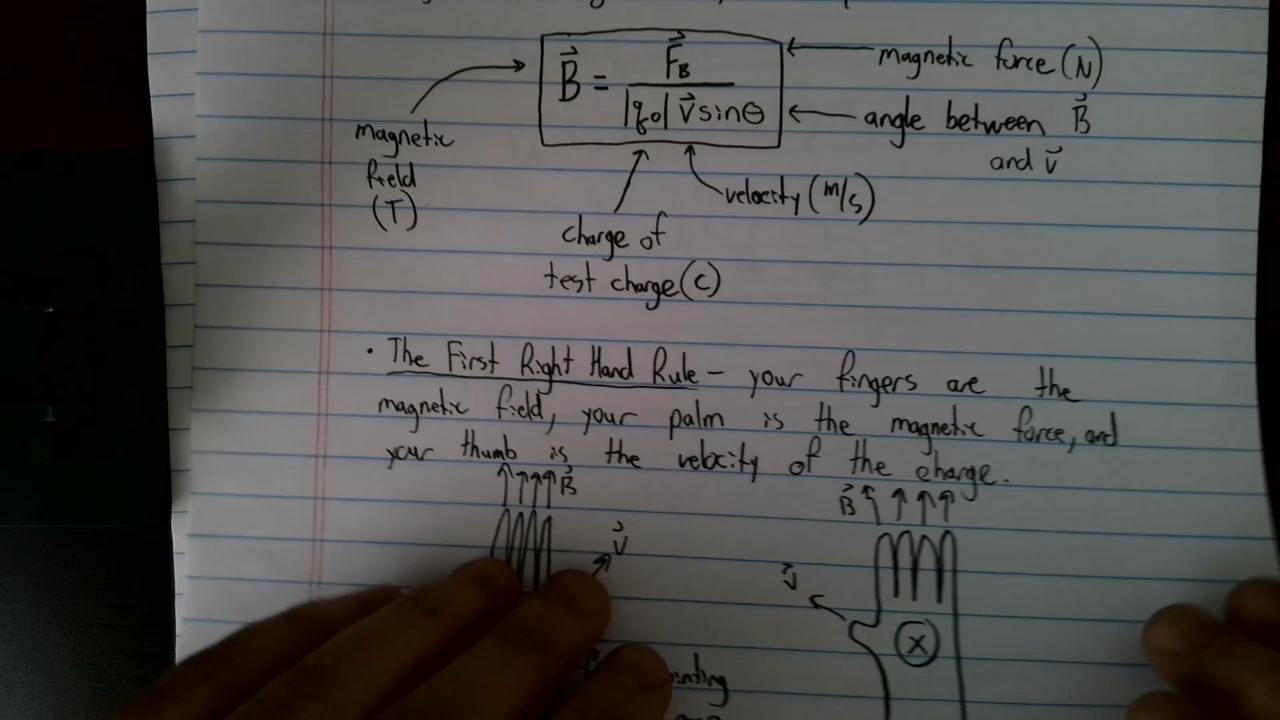 magnetic force (N)
B⃗ = F⃗_B / |q₀| v⃗ sinθ
angle between B⃗
and v⃗
magnetic
field
(T)
velocity (m/s)
charge of
test charge (C)
• The First Right Hand Rule – your fingers are the
magnetic field, your palm is the magnetic force, and
your thumb is the velocity of the charge.
B⃗
B⃗
v⃗
v⃗
X